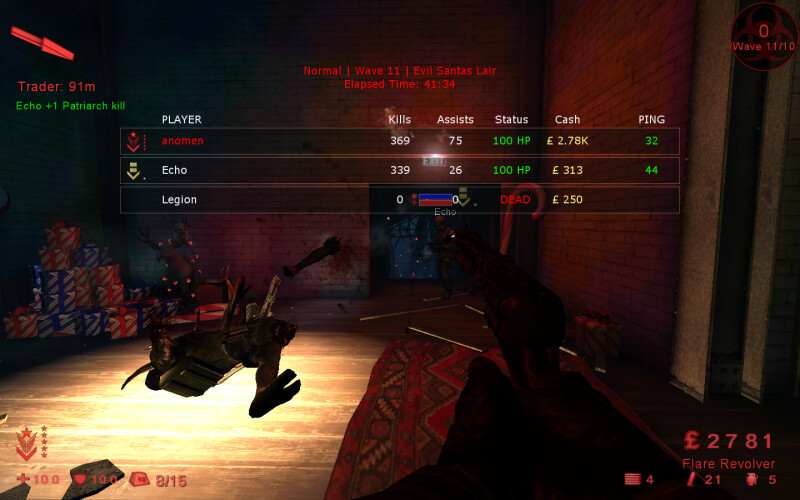 0
Wave 11/10
Normal | Wave 11 | Evil Santas Lair
Elapsed Time: 41:34
Trader: 91m
Echo +1 Patriarch kill
PLAYER Kills Assists Status Cash PING
anomen 369 75 100 HP £ 2.78K 32
Echo 339 26 100 HP £ 313 44
EXIT
Legion 0 0 DEAD £ 250
Echo
£ 2781
Flare Revolver
100 100 8/15 4 21 5